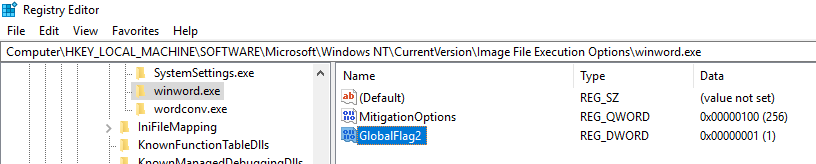 Registry Editor
File Edit View Favorites Help
Computer\HKEY_LOCAL_MACHINE\SOFTWARE\Microsoft\Windows NT\CurrentVersion\Image File Execution Options\winword.exe
SystemSettings.exe
winword.exe
wordconv.exe
IniFileMapping
KnownFunctionTableDlls
KnownManagedDebuggingDlls
Name Type Data
(Default) REG_SZ (value not set)
MitigationOptions REG_QWORD 0x00000100 (256)
GlobalFlag2 REG_DWORD 0x00000001 (1)